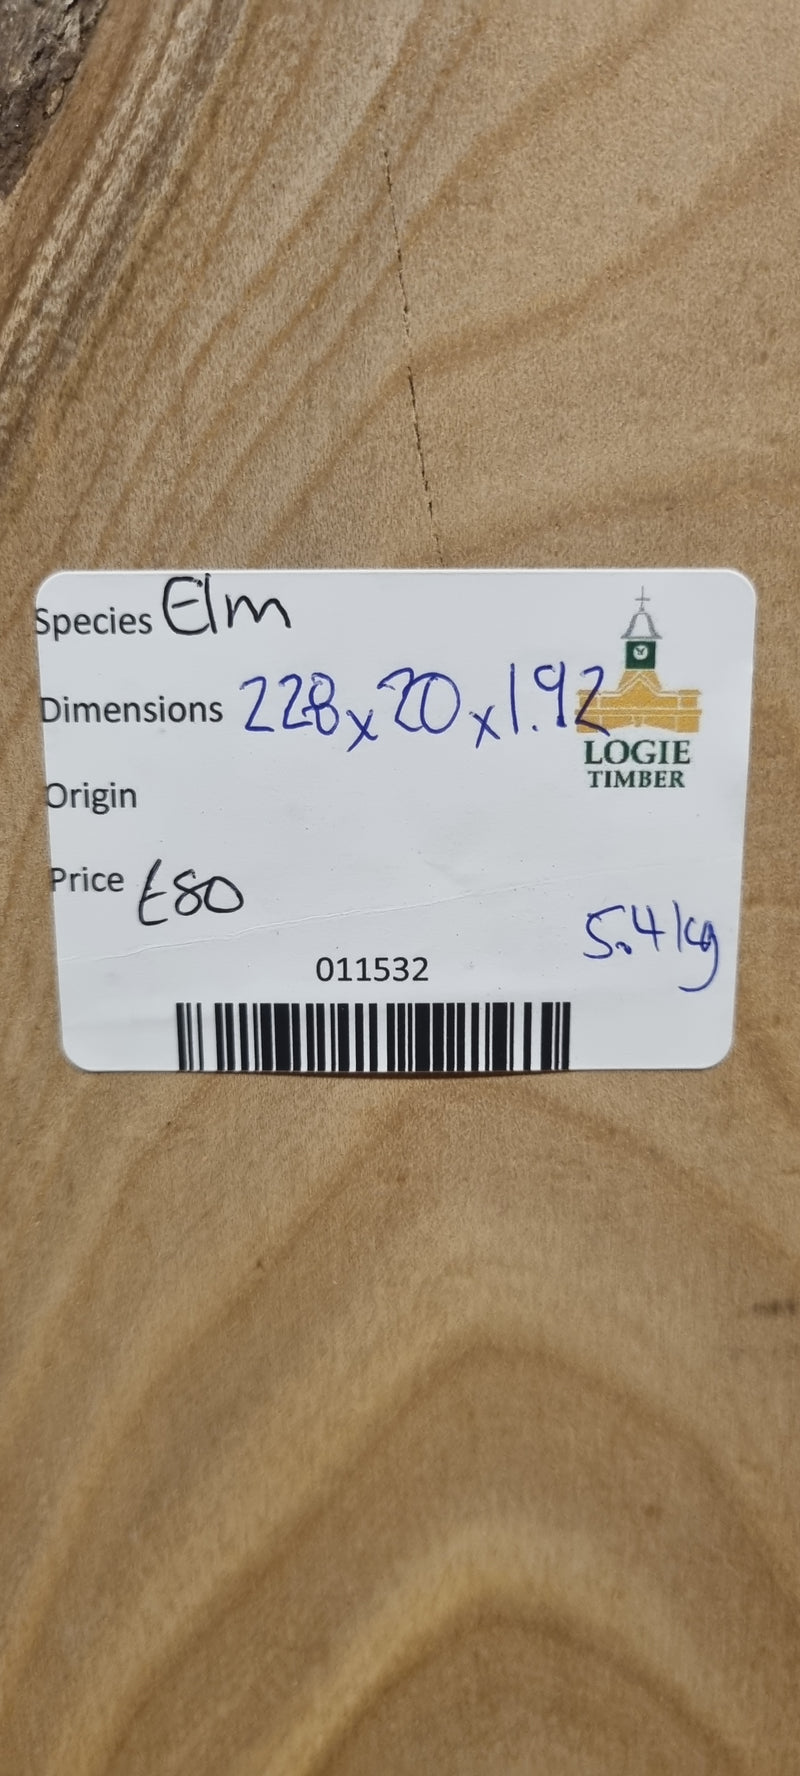 Species Elm
Dimensions 228x20x1.92
LOGIE
TIMBER
Origin
Price £80
5.4kg
011532